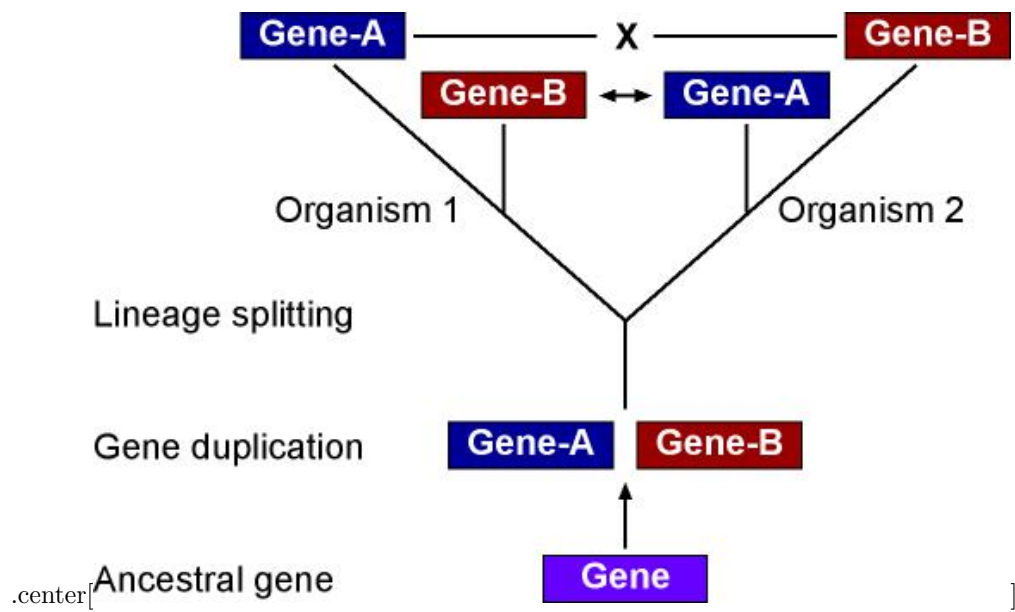 Gene-A X Gene-B
Gene-B Gene-A
Organism 1 Organism 2
Lineage splitting
Gene duplication Gene-A Gene-B
.center[ Ancestral gene Gene ]